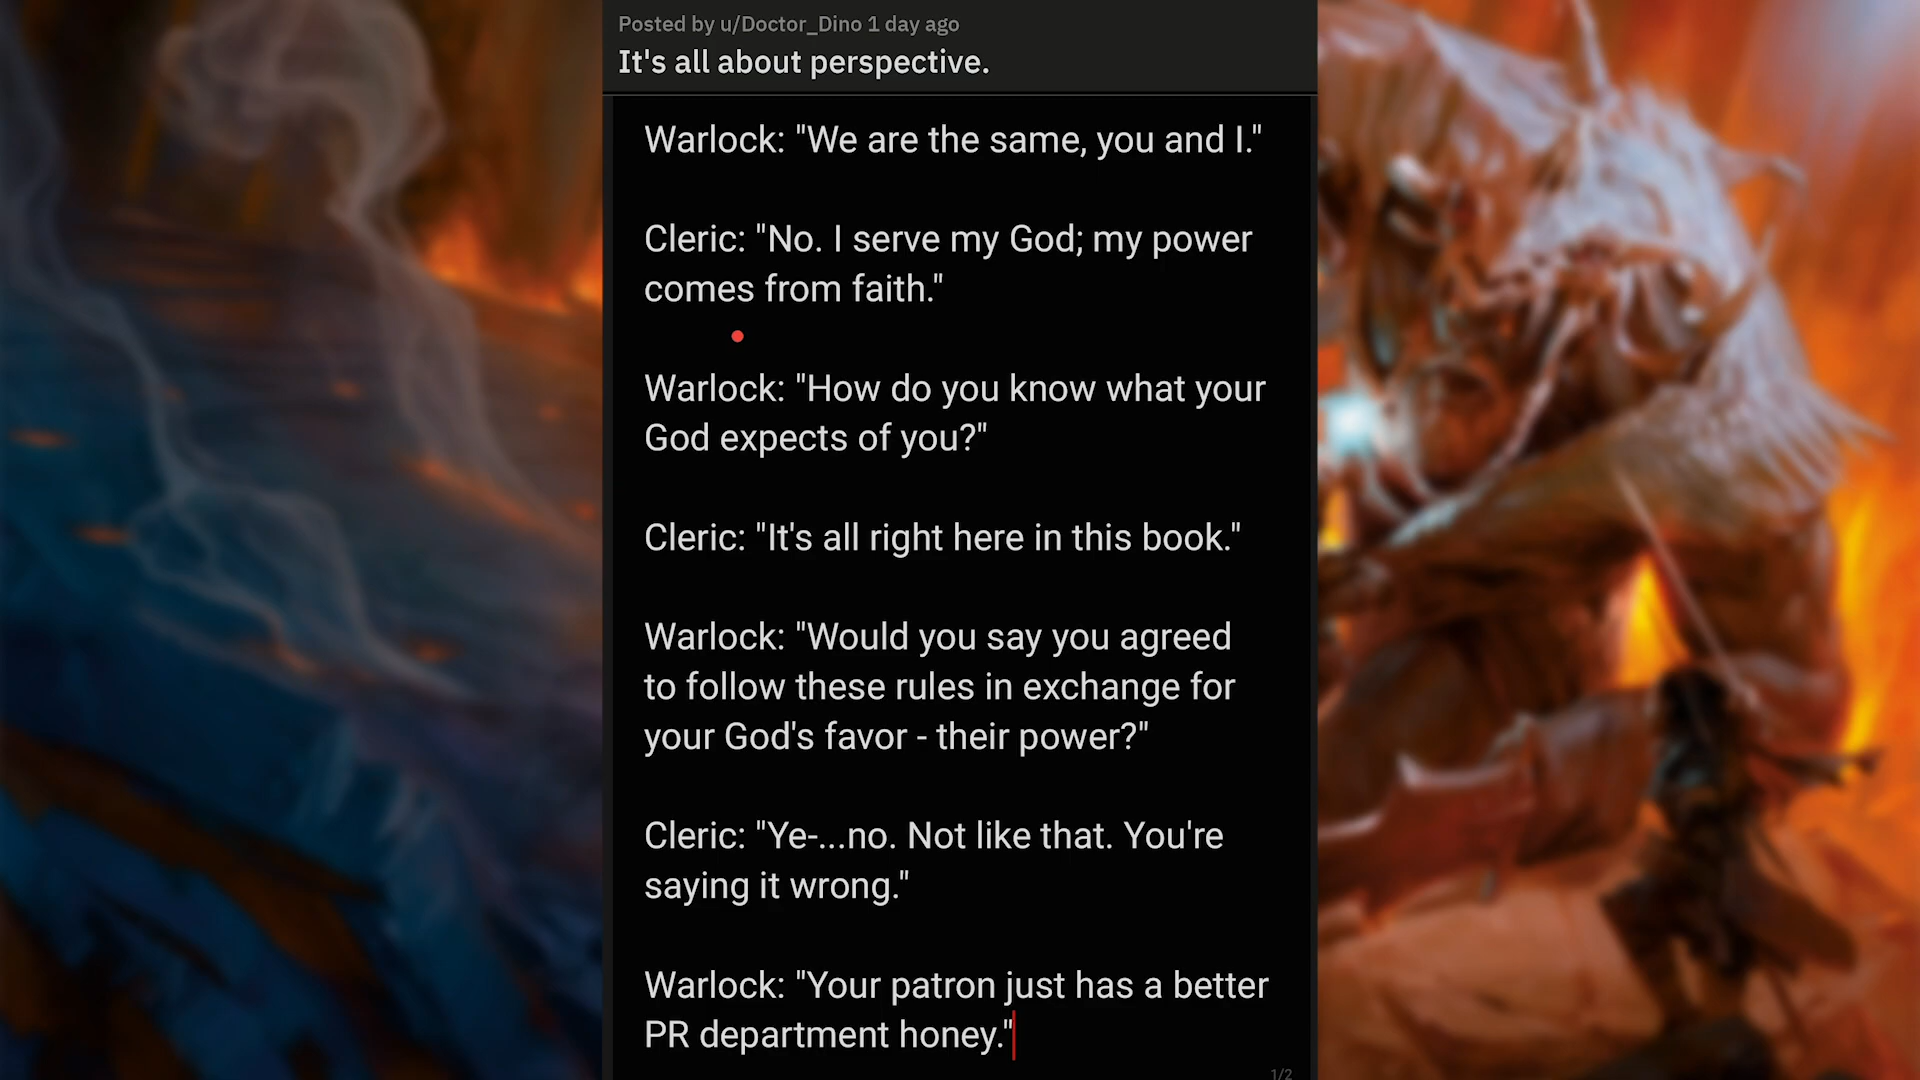 Posted by u/Doctor_Dino 1 day ago
It's all about perspective.
Warlock: "We are the same, you and I."
Cleric: "No. I serve my God; my power
comes from faith."
Warlock: "How do you know what your
God expects of you?"
Cleric: "It's all right here in this book."
Warlock: "Would you say you agreed
to follow these rules in exchange for
your God's favor - their power?"
Cleric: "Ye-...no. Not like that. You're
saying it wrong."
Warlock: "Your patron just has a better
PR department honey."
1/2